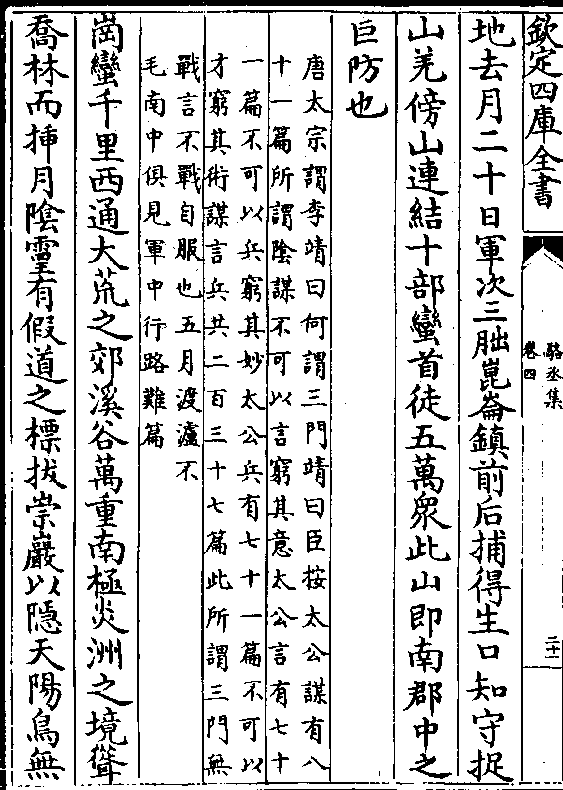 欽定四庫全書
駱丞集
卷四
二十一
地去月二十日軍次三朏崑崙鎮前后捕得生口知守捉
山羌傍山連結十部蠻首徒五萬衆此山即南郡中之
巨防也
唐太宗謂李靖曰何謂三門靖曰臣按太公謀有八
十一篇所謂陰謀不可以言窮其意太公言有七十
一篇不可以兵窮其妙太公兵有七十一篇不可以
才窮其術謀言兵共二百三十七篇此所謂三門無
戰言不戰自服也五月渡瀘不
毛南中俱見軍中行路難篇
崗巒千里西通大荒之郊溪谷萬重南極炎洲之境聳
喬林而揷月陰靈有假道之標拔崇巖以隱天陽鳥無